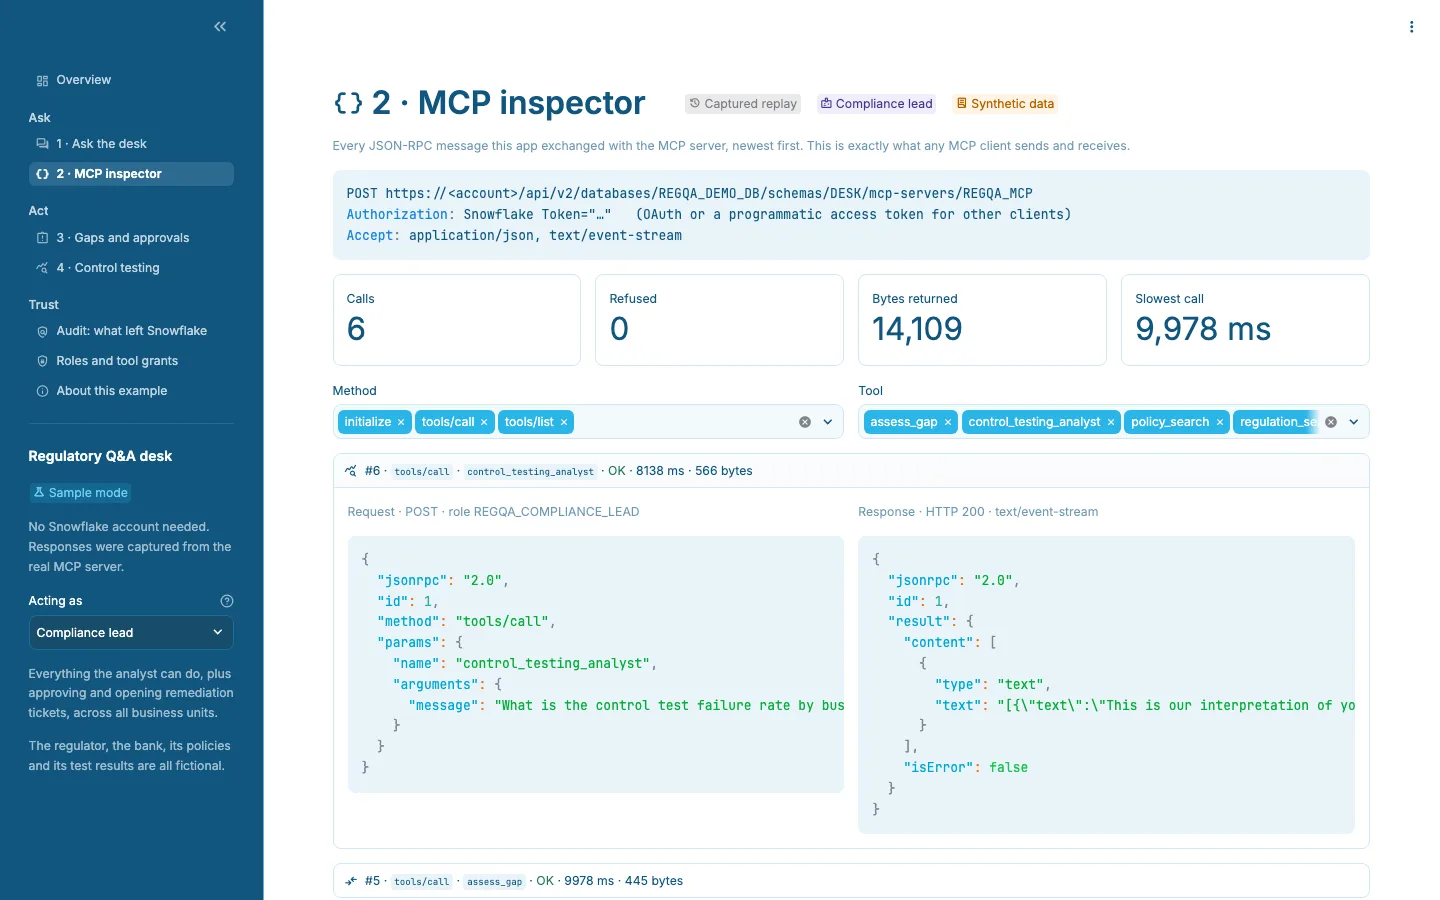 Overview
Ask
1 · Ask the desk
2 · MCP inspector
Act
3 · Gaps and approvals
4 · Control testing
Trust
Audit: what left Snowflake
Roles and tool grants
About this example
Regulatory Q&A desk
Sample mode
No Snowflake account needed.
Responses were captured from the
real MCP server.
Acting as
Compliance lead
Everything the analyst can do, plus
approving and opening remediation
tickets, across all business units.
The regulator, the bank, its policies
and its test results are all fictional.
{} 2 · MCP inspector
Captured replay
Compliance lead
Synthetic data
Every JSON-RPC message this app exchanged with the MCP server, newest first. This is exactly what any MCP client sends and receives.
POST https://<account>/api/v2/databases/REGQA_DEMO_DB/schemas/DESK/mcp-servers/REGQA_MCP
Authorization: Snowflake Token="…"   (OAuth or a programmatic access token for other clients)
Accept: application/json, text/event-stream
Calls
6
Refused
0
Bytes returned
14,109
Slowest call
9,978 ms
Method
initialize × tools/call × tools/list ×
Tool
assess_gap × control_testing_analyst × policy_search × regulation_se
#6 · tools/call · control_testing_analyst · OK · 8138 ms · 566 bytes
Request · POST · role REGQA_COMPLIANCE_LEAD
{
  "jsonrpc": "2.0",
  "id": 1,
  "method": "tools/call",
  "params": {
    "name": "control_testing_analyst",
    "arguments": {
      "message": "What is the control test failure rate by bus
    }
  }
}
Response · HTTP 200 · text/event-stream
{
  "jsonrpc": "2.0",
  "id": 1,
  "result": {
    "content": [
      {
        "type": "text",
        "text": "[{\"text\":\"This is our interpretation of yo
      }
    ],
    "isError": false
  }
}
#5 · tools/call · assess_gap · OK · 9978 ms · 445 bytes